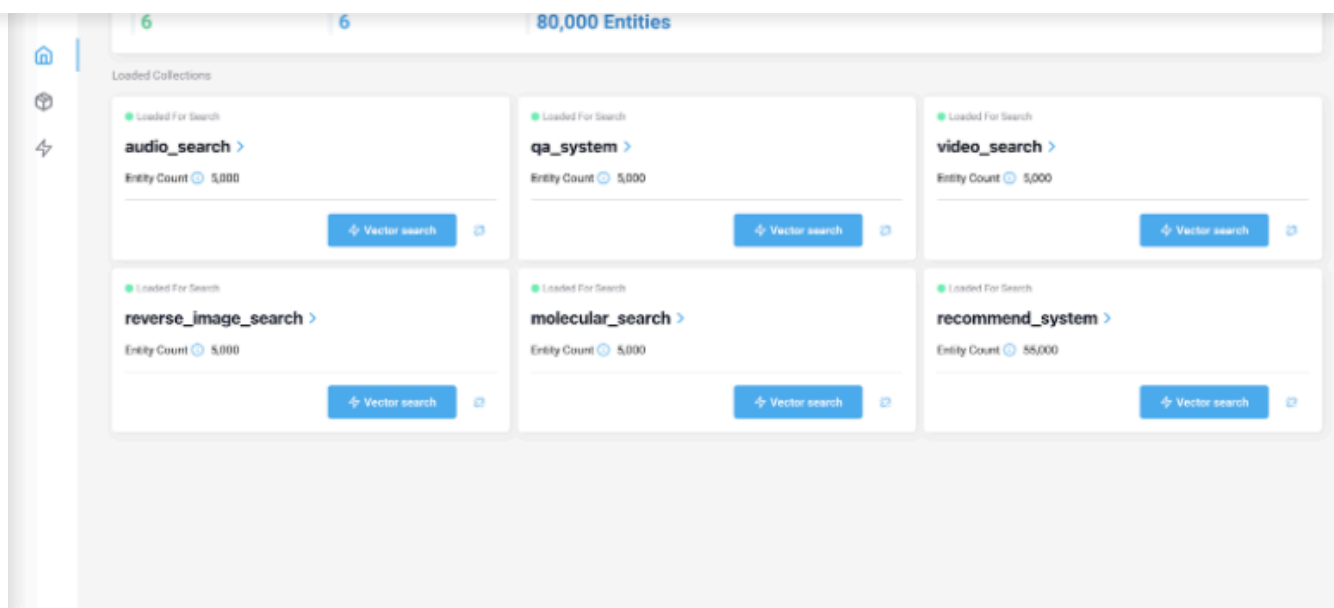 6 6 80,000 Entities
Loaded Collections
Loaded For Search
audio_search >
Entity Count 5,000
Vector search
Loaded For Search
qa_system >
Entity Count 5,000
Vector search
Loaded For Search
video_search >
Entity Count 5,000
Vector search
Loaded For Search
reverse_image_search >
Entity Count 5,000
Vector search
Loaded For Search
molecular_search >
Entity Count 5,000
Vector search
Loaded For Search
recommend_system >
Entity Count 55,000
Vector search